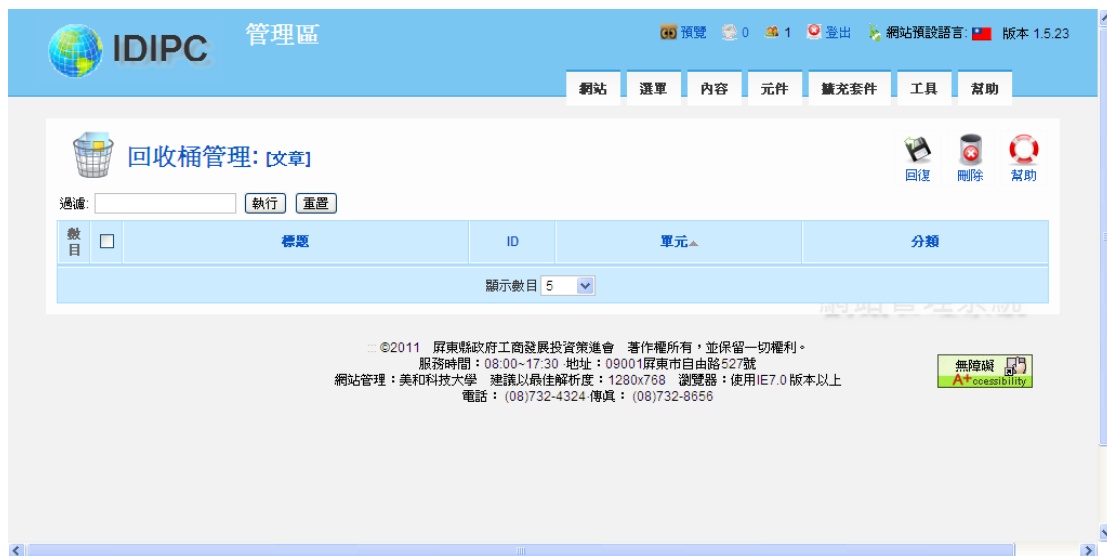 IDIPC 管理區 預覽 0 1 登出 網站預設語言: 版本 1.5.23
網站 選單 內容 元件 擴充套件 工具 幫助
回收桶管理: [文章]
回復 刪除 幫助
過濾: 執行 重置
數目 標題 ID 單元 分類
顯示數目 5
網站管理系統
©2011 屏東縣政府工商發展投資策進會 著作權所有，並保留一切權利。
服務時間：08:00~17:30 ‧地址：09001屏東市自由路527號
網站管理：美和科技大學 建議以最佳解析度：1280x768 瀏覽器：使用IE7.0 版本以上
電話： (08)732-4324‧傳真： (08)732-8656
無障礙
A+ccessibility